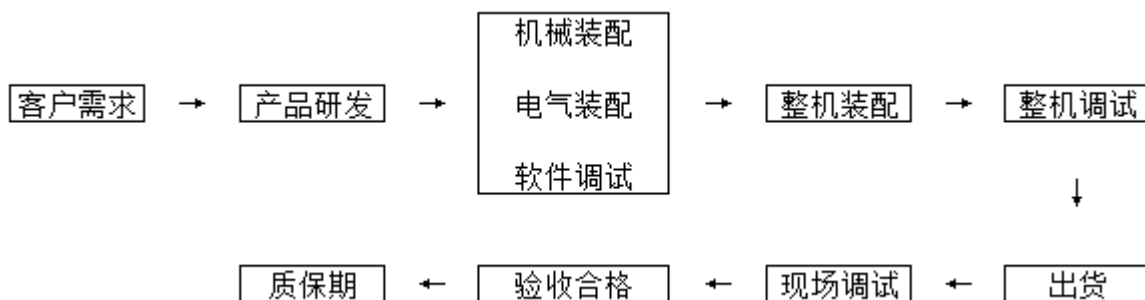 客户需求
产品研发
机械装配
电气装配
软件调试
整机装配
整机调试
出货
现场调试
验收合格
质保期